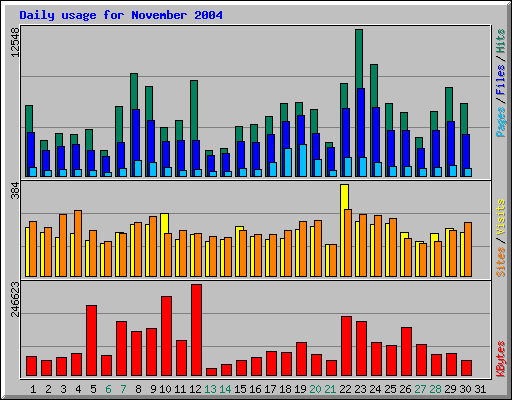 Daily usage for November 2004
12548
Pages / Files / Hits
384
Sites / Visits
246623
KBytes
1 2 3 4 5 6 7 8 9 10 11 12 13 14 15 16 17 18 19 20 21 22 23 24 25 26 27 28 29 30 31